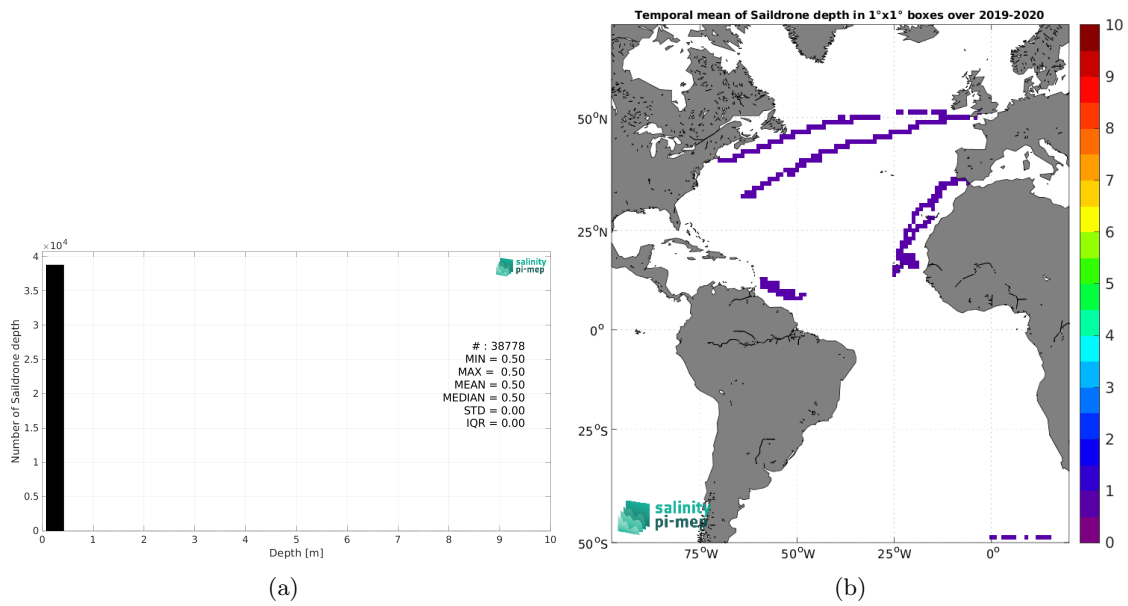 ×10⁴
4
3.5
3
2.5
2
1.5
1
0.5
0
Number of Saildrone depth
salinity
pi-mep
# : 38778
MIN = 0.50
MAX = 0.50
MEAN = 0.50
MEDIAN = 0.50
STD = 0.00
IQR = 0.00
0 1 2 3 4 5 6 7 8 9 10
Depth [m]
(a)
Temporal mean of Saildrone depth in 1°x1° boxes over 2019-2020
50°N
25°N
0°
25°S
50°S
75°W 50°W 25°W 0°
salinity
pi-mep
10
9
8
7
6
5
4
3
2
1
0
(b)